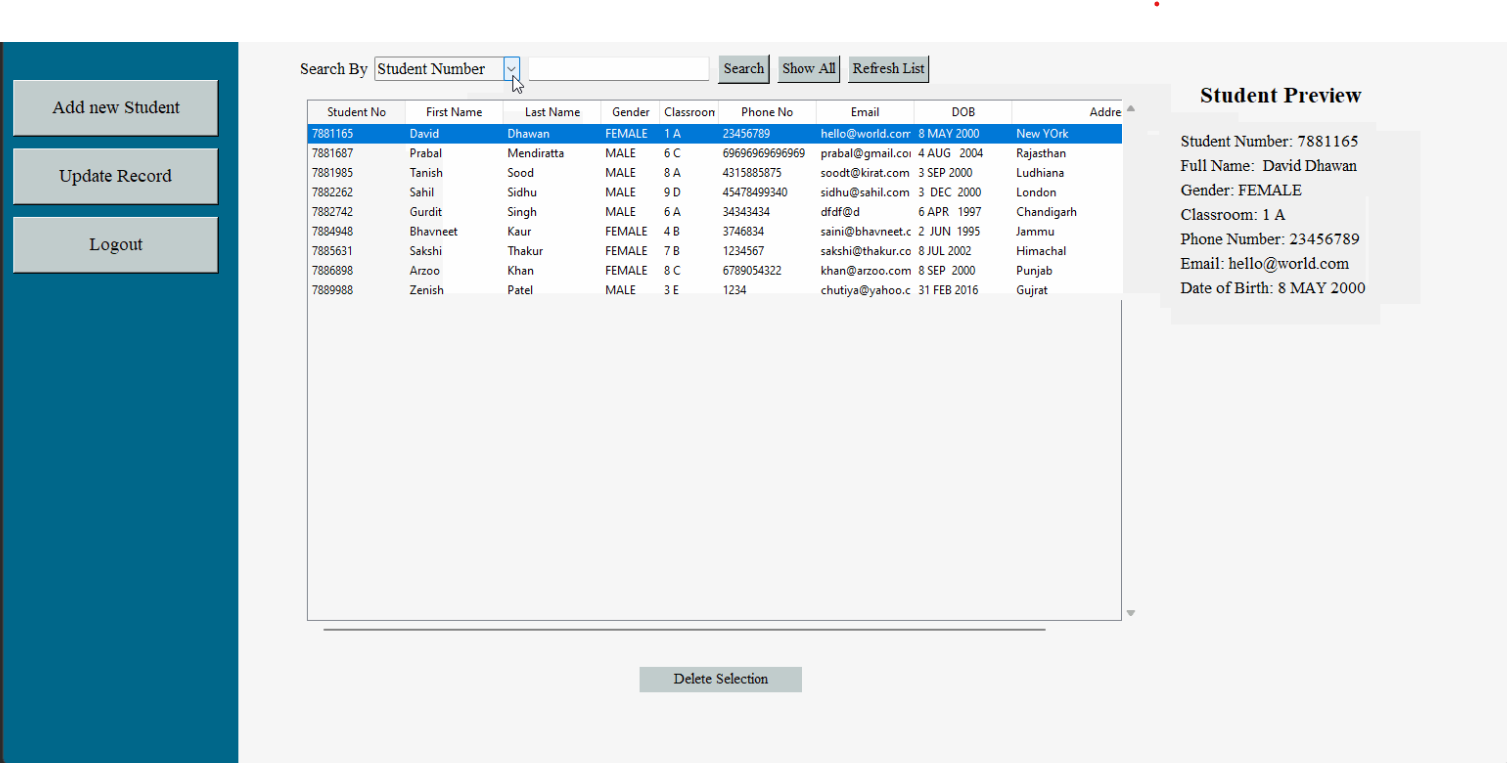 Search By Student Number Search Show All Refresh List
Add new Student
Update Record
Logout
Student No First Name Last Name Gender Classroon Phone No Email DOB Addre
7881165 David Dhawan FEMALE 1 A 23456789 hello@world.com 8 MAY 2000 New YOrk
7881687 Prabal Mendiratta MALE 6 C 69696969696969 prabal@gmail.coi 4 AUG 2004 Rajasthan
7881985 Tanish Sood MALE 8 A 4315885875 soodt@kirat.com 3 SEP 2000 Ludhiana
7882262 Sahil Sidhu MALE 9 D 45478499340 sidhu@sahil.com 3 DEC 2000 London
7882742 Gurdit Singh MALE 6 A 34343434 dfdf@d 6 APR 1997 Chandigarh
7884948 Bhavneet Kaur FEMALE 4 B 3746834 saini@bhavneet.c 2 JUN 1995 Jammu
7885631 Sakshi Thakur FEMALE 7 B 1234567 sakshi@thakur.co 8 JUL 2002 Himachal
7886898 Arzoo Khan FEMALE 8 C 6789054322 khan@arzoo.com 8 SEP 2000 Punjab
7889988 Zenish Patel MALE 3 E 1234 chutiya@yahoo.c 31 FEB 2016 Gujrat
Delete Selection
Student Preview
Student Number: 7881165
Full Name: David Dhawan
Gender: FEMALE
Classroom: 1 A
Phone Number: 23456789
Email: hello@world.com
Date of Birth: 8 MAY 2000